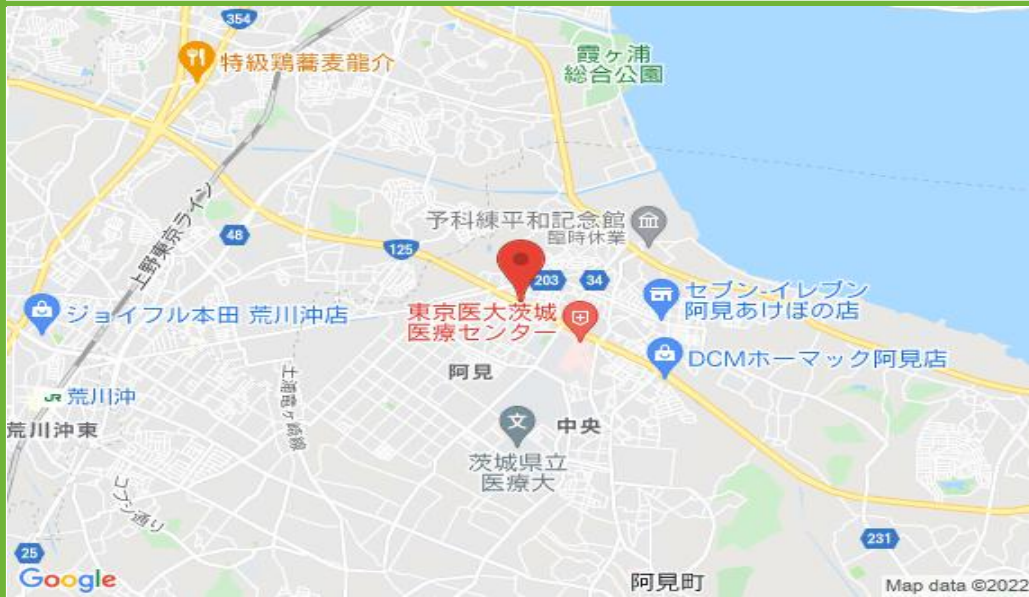 354
特級鶏蕎麦龍介
霞ヶ浦
総合公園
上野東京ライン
48
125
予科練平和記念館
臨時休業
203
34
セブン-イレブン
阿見あけぼの店
ジョイフル本田 荒川沖店
東京医大茨城
医療センター
DCMホーマック阿見店
阿見
JR 荒川沖
荒川沖東
土浦竜ヶ崎線
中央
茨城県立
医療大
コブシ通り
25
231
Google
阿見町
Map data ©2022